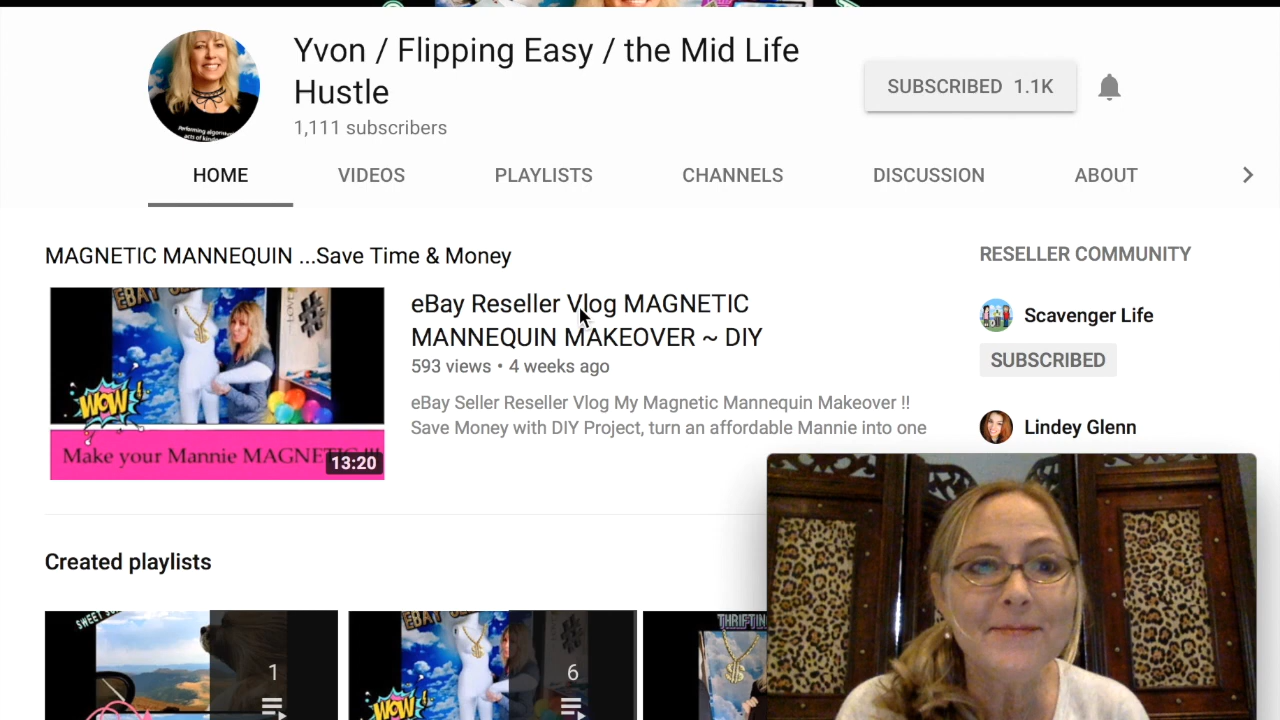 Yvon / Flipping Easy / the Mid Life
Hustle
1,111 subscribers
SUBSCRIBED 1.1K
HOME
VIDEOS
PLAYLISTS
CHANNELS
DISCUSSION
ABOUT
MAGNETIC MANNEQUIN ...Save Time & Money
eBay Reseller Vlog MAGNETIC
MANNEQUIN MAKEOVER ~ DIY
593 views • 4 weeks ago
eBay Seller Reseller Vlog My Magnetic Mannequin Makeover !!
Save Money with DIY Project, turn an affordable Mannie into one
WOW
Make your Mannie MAGNETIC !!!
13:20
RESELLER COMMUNITY
Scavenger Life
SUBSCRIBED
Lindey Glenn
Created playlists
1
6
WOW